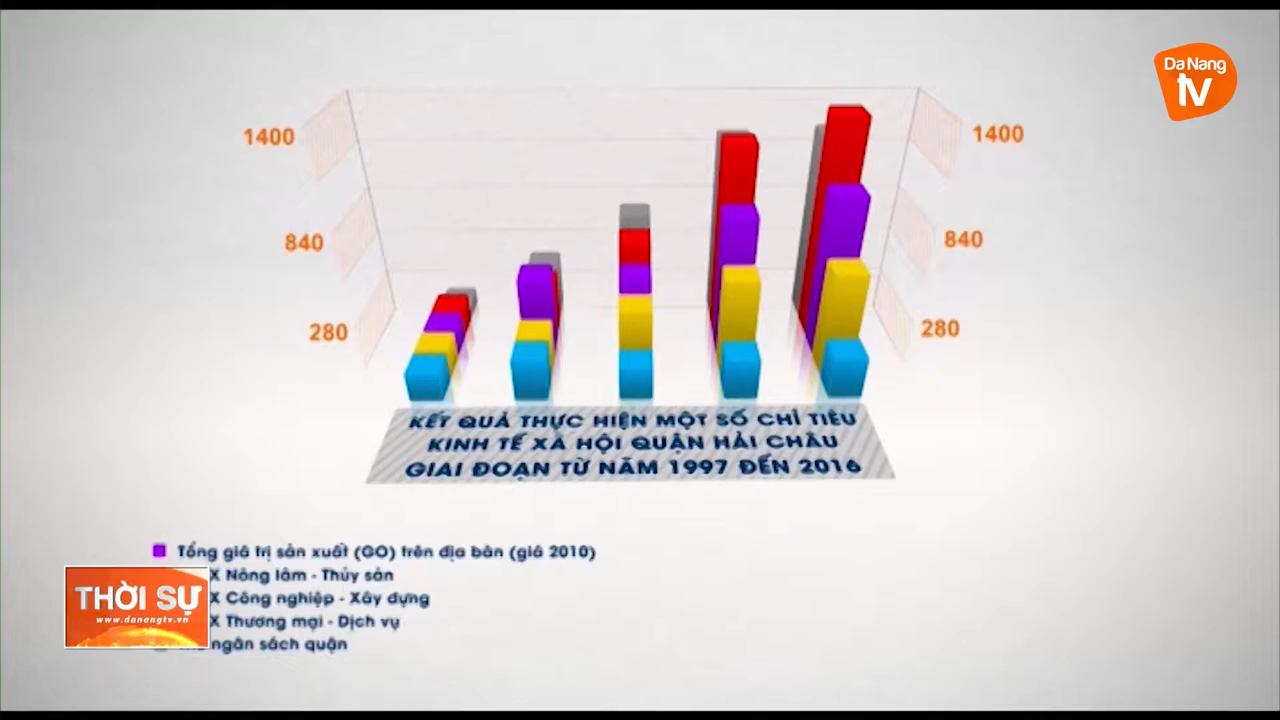 Da Nang
tv
1400
1400
840
840
280
280
KẾT QUẢ THỰC HIỆN MỘT SỐ CHỈ TIÊU
KINH TẾ XÃ HỘI QUẬN HẢI CHÂU
GIAI ĐOẠN TỪ NĂM 1997 ĐẾN 2016
Tổng giá trị sản xuất (GO) trên địa bàn (giá 2010)
X Nông lâm - Thủy sản
X Công nghiệp - Xây dựng
X Thương mại - Dịch vụ
ngân sách quận
THỜI SỰ
www.danangtv.vn